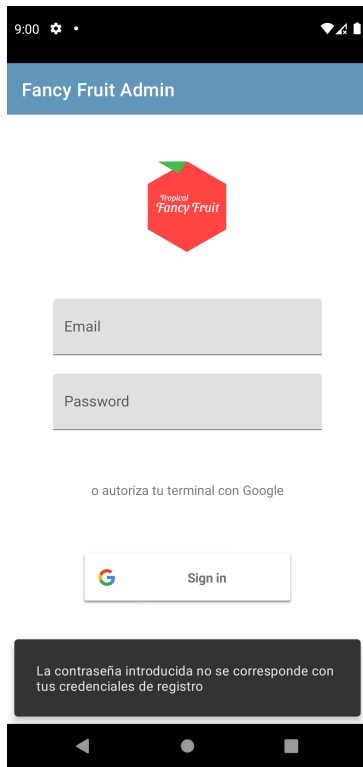 9:00
Fancy Fruit Admin
Tropical
Fancy Fruit
Email
Password
o autoriza tu terminal con Google
Sign in
La contraseña introducida no se corresponde con
tus credenciales de registro